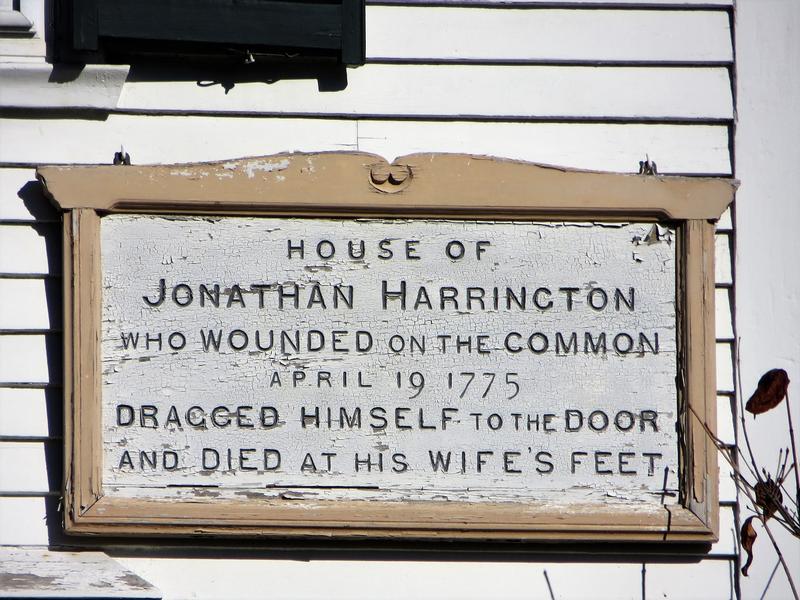 HOUSE OF
JONATHAN HARRINGTON
WHO WOUNDED ON THE COMMON
APRIL 19 1775
DRAGGED HIMSELF TO THE DOOR
AND DIED AT HIS WIFE'S FEET